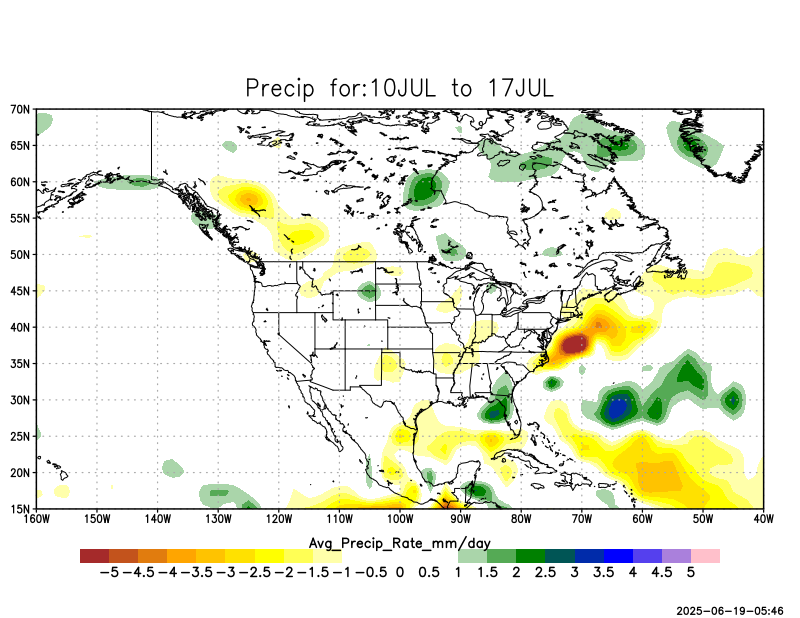 Precip for:10JUL to 17JUL
70N
65N
60N
55N
50N
45N
40N
35N
30N
25N
20N
15N
160W 150W 140W 130W 120W 110W 100W 90W 80W 70W 60W 50W 40W
Avg_Precip_Rate_mm/day
-5 -4.5 -4 -3.5 -3 -2.5 -2 -1.5 -1 -0.5 0 0.5 1 1.5 2 2.5 3 3.5 4 4.5 5
2025-06-19-05:46